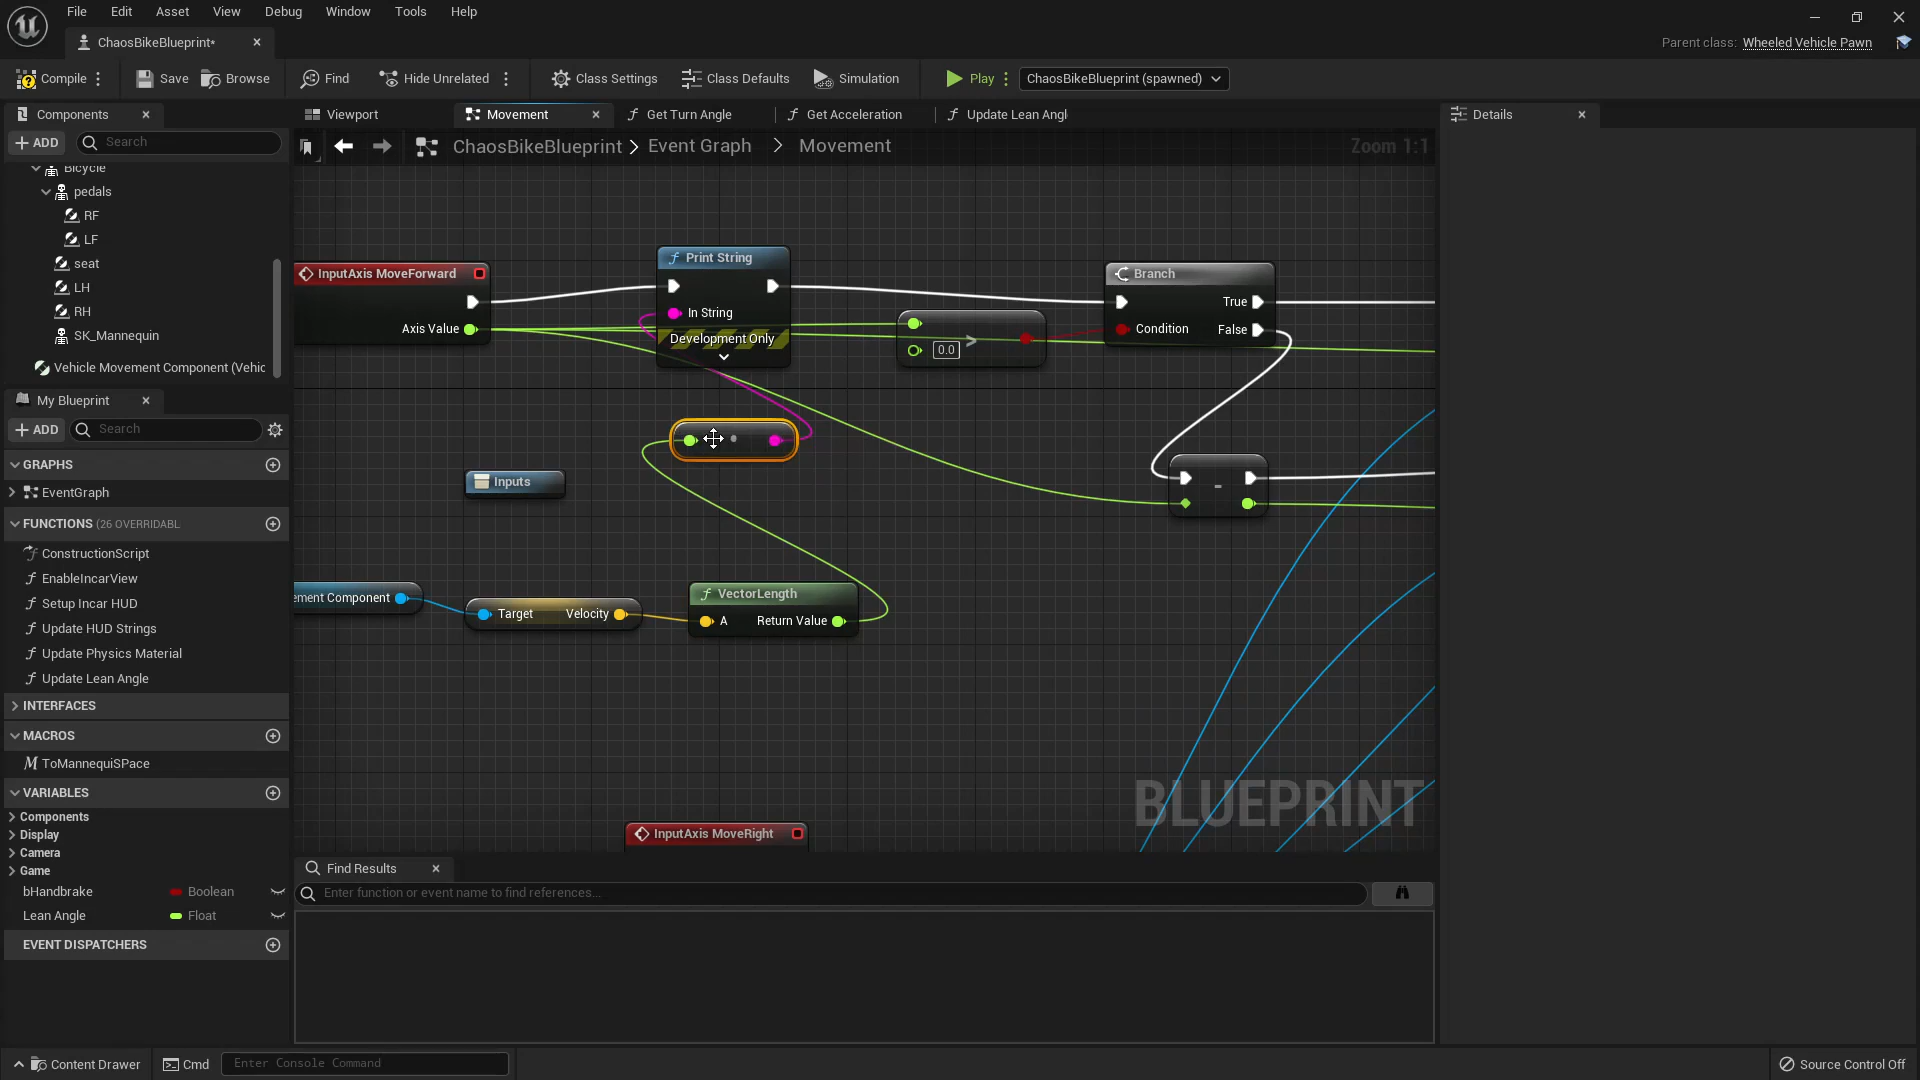 File Edit Asset View Debug Window Tools Help
ChaosBikeBlueprint*
Parent class: Wheeled Vehicle Pawn
Compile Save Browse Find Hide Unrelated Class Settings Class Defaults Simulation Play ChaosBikeBlueprint (spawned)
Components
+ ADD Search
Bicycle
pedals
RF
LF
seat
LH
RH
SK_Mannequin
Vehicle Movement Component (Vehic
My Blueprint
+ ADD Search
GRAPHS
EventGraph
FUNCTIONS (26 OVERRIDABL
ConstructionScript
EnableIncarView
Setup Incar HUD
Update HUD Strings
Update Physics Material
Update Lean Angle
INTERFACES
MACROS
ToMannequiSPace
VARIABLES
Components
Display
Camera
Game
bHandbrake Boolean
Lean Angle Float
EVENT DISPATCHERS
Viewport Movement Get Turn Angle Get Acceleration Update Lean Angl
ChaosBikeBlueprint > Event Graph > Movement
Zoom 1:1
InputAxis MoveForward
Axis Value
Print String
In String
Development Only
0.0
>
Branch
True
Condition False
-
Inputs
ement Component
Target Velocity
VectorLength
A Return Value
InputAxis MoveRight
BLUEPRINT
Find Results
Enter function or event name to find references...
Details
Content Drawer Cmd Enter Console Command
Source Control Off